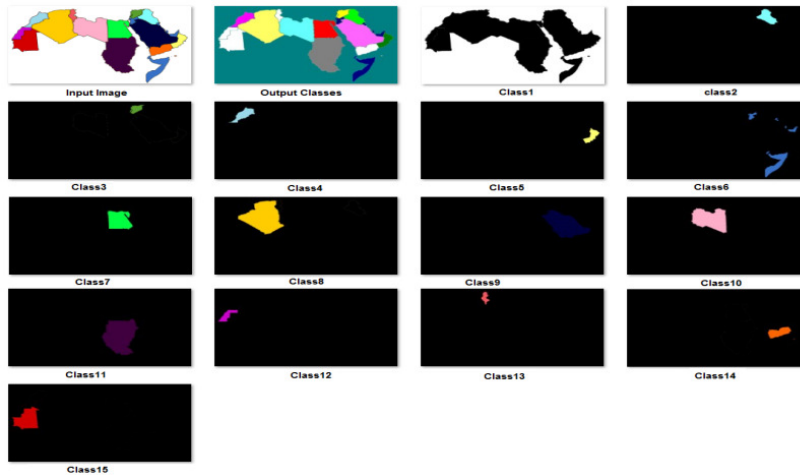 Input Image
Output Classes
Class1
class2
Class3
Class4
Class5
Class6
Class7
Class8
Class9
Class10
Class11
Class12
Class13
Class14
Class15